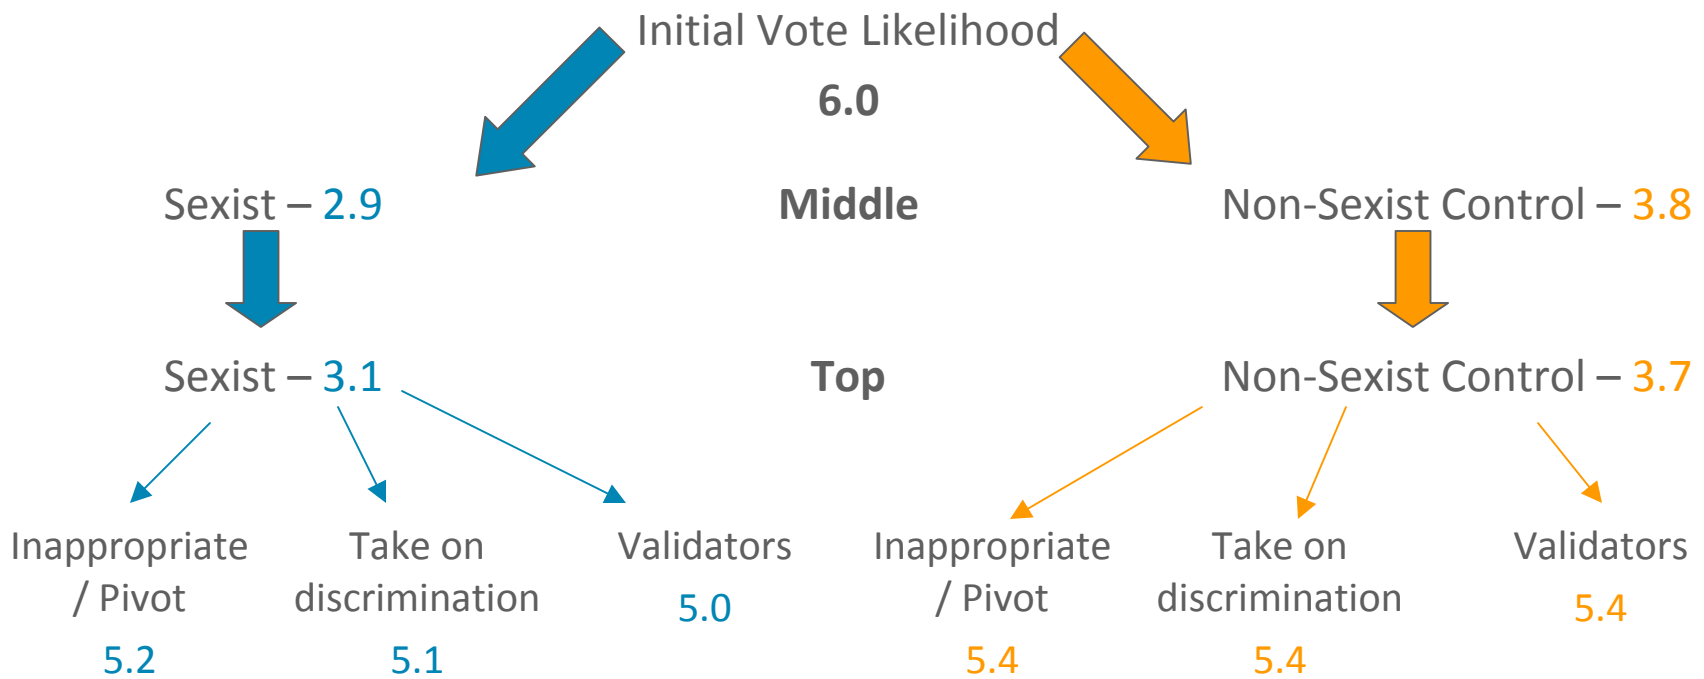 Initial Vote Likelihood
6.0
Sexist – 2.9
Middle
Non-Sexist Control – 3.8
Sexist – 3.1
Top
Non-Sexist Control – 3.7
Inappropriate
/ Pivot
5.2
Take on
discrimination
5.1
Validators
5.0
Inappropriate
/ Pivot
5.4
Take on
discrimination
5.4
Validators
5.4